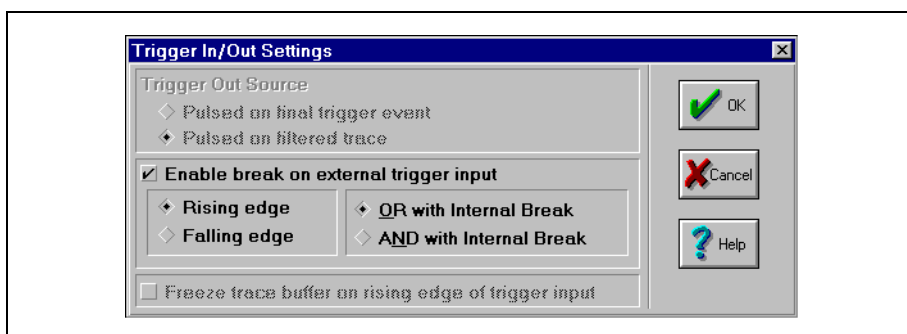 Trigger In/Out Settings
Trigger Out Source
Pulsed on final trigger event
Pulsed on filtered trace
Enable break on external trigger input
Rising edge
Falling edge
OR with Internal Break
AND with Internal Break
Freeze trace buffer on rising edge of trigger input
OK
Cancel
Help